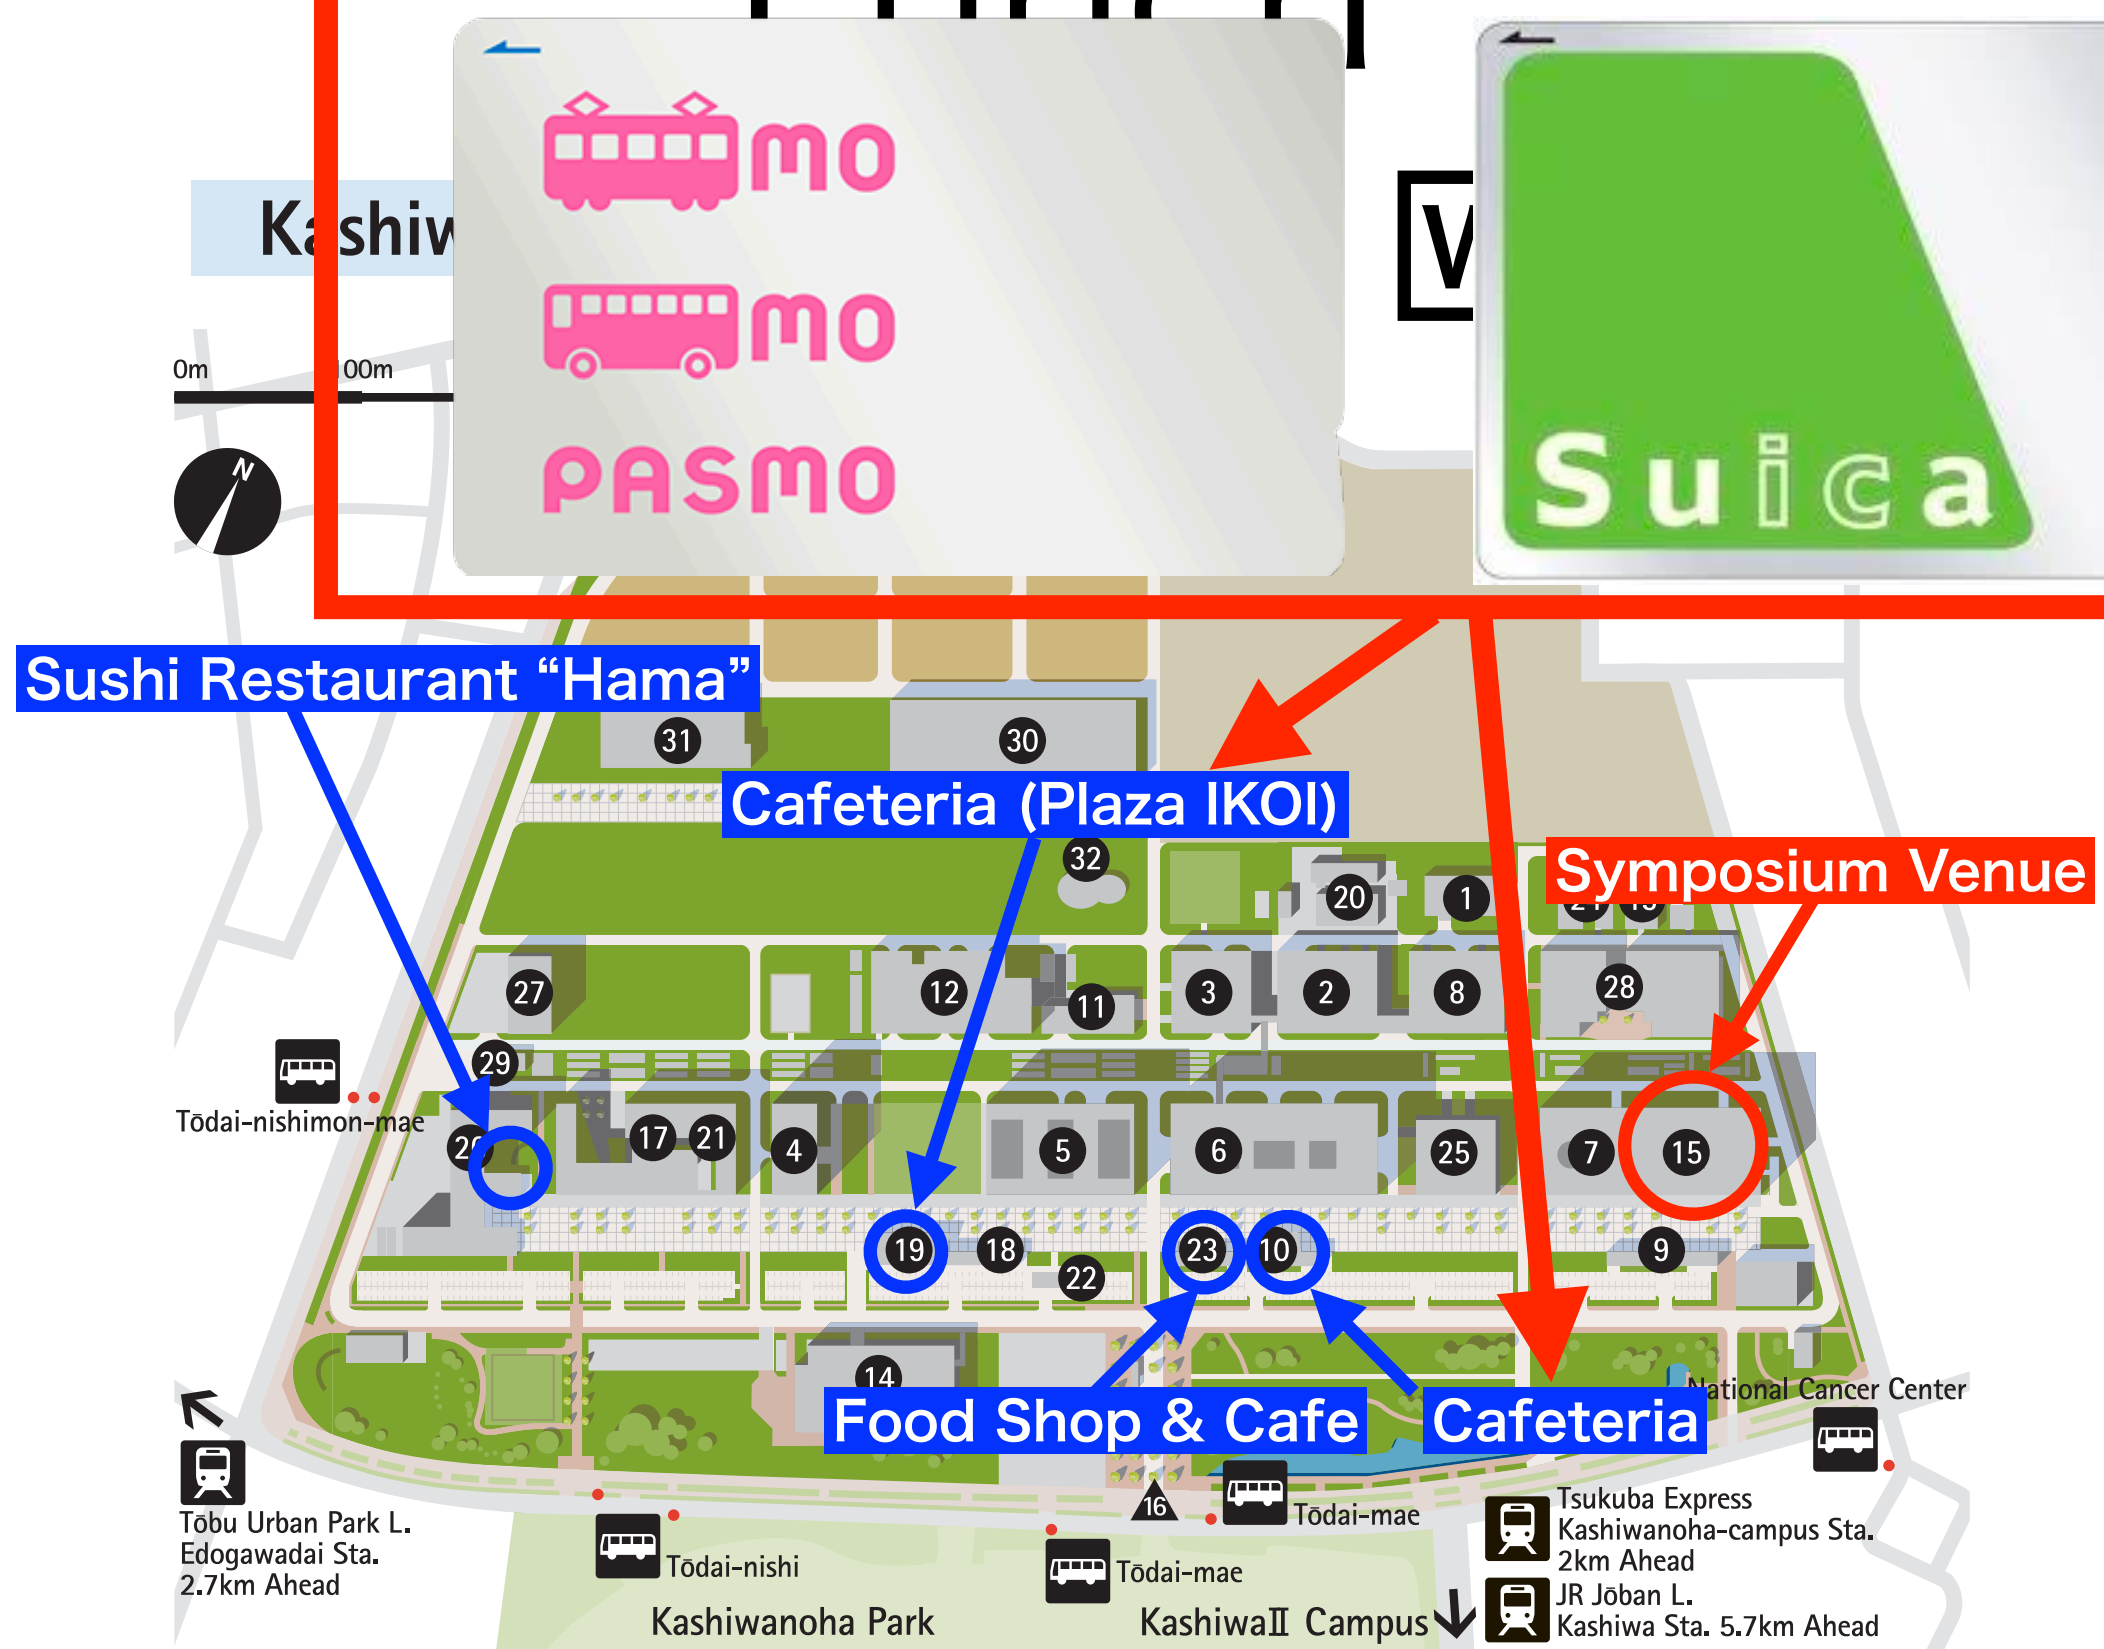 mo
mo
PASMO
Suica
0m
N
Sushi Restaurant “Hama”
31
30
Cafeteria (Plaza IKOI)
32
Symposium Venue
20
1
27
12
11
3
2
8
28
29
Tōdai-nishimon-mae
17
21
4
5
6
25
7
15
19
18
22
23
10
9
14
National Cancer Center
Food Shop & Cafe
Cafeteria
16
Tōdai-mae
Tōbu Urban Park L.
Edogawadai Sta.
2.7km Ahead
Tōdai-nishi
Tōdai-mae
Tsukuba Express
Kashiwanoha-campus Sta.
2km Ahead
JR Jōban L.
Kashiwa Sta. 5.7km Ahead
Kashiwanoha Park
KashiwaII Campus